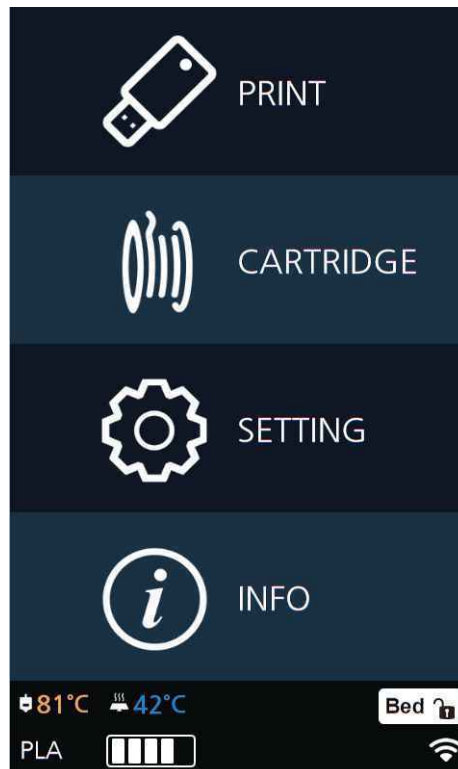 PRINT
CARTRIDGE
SETTING
INFO
81°C 42°C Bed
PLA